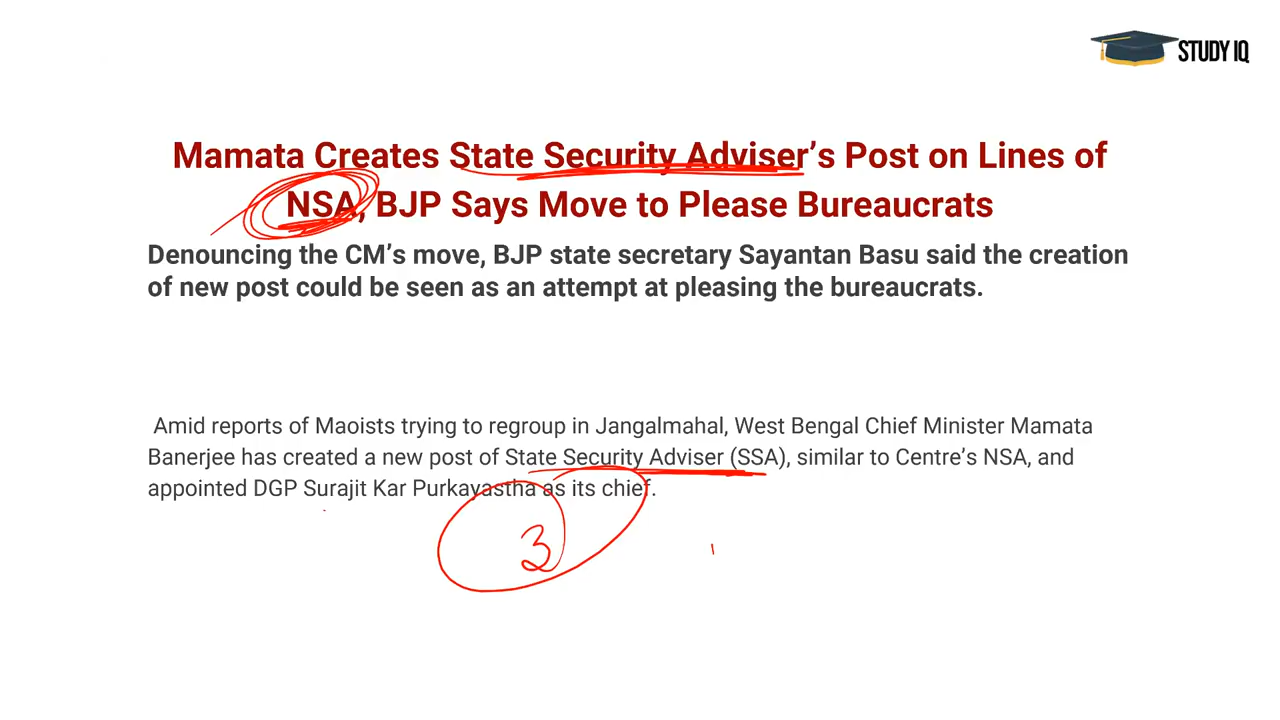 STUDY IQ
Mamata Creates State Security Adviser’s Post on Lines of
NSA, BJP Says Move to Please Bureaucrats
Denouncing the CM’s move, BJP state secretary Sayantan Basu said the creation
of new post could be seen as an attempt at pleasing the bureaucrats.
Amid reports of Maoists trying to regroup in Jangalmahal, West Bengal Chief Minister Mamata
Banerjee has created a new post of State Security Adviser (SSA), similar to Centre’s NSA, and
appointed DGP Surajit Kar Purkayastha as its chief.
3